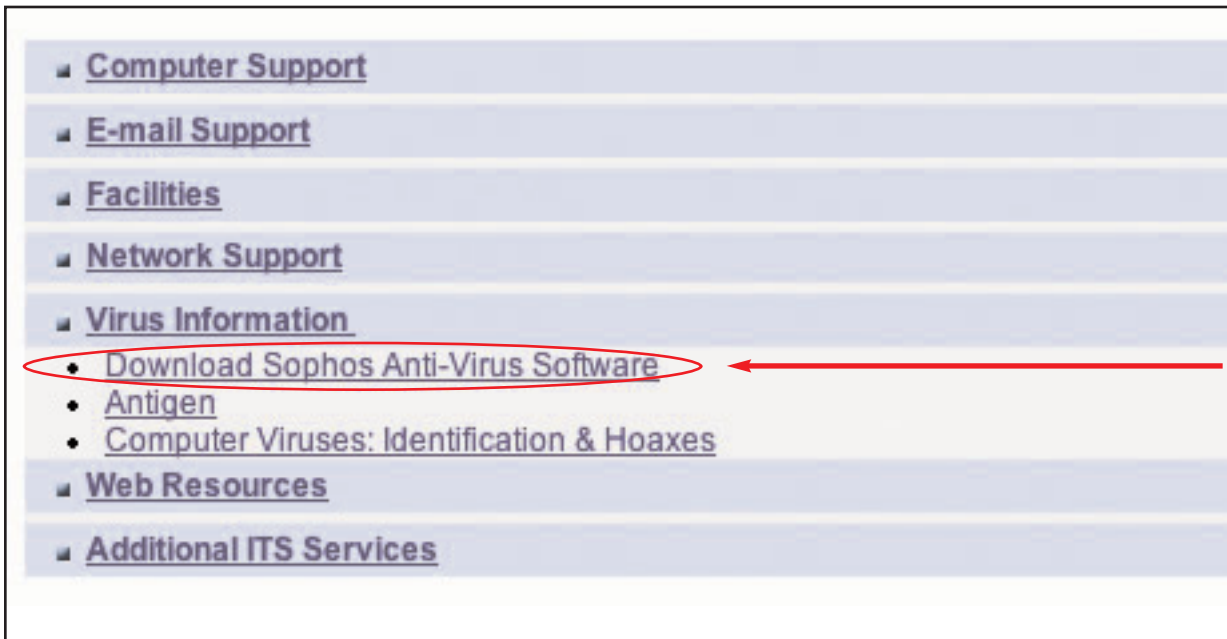 Computer Support
E-mail Support
Facilities
Network Support
Virus Information
Download Sophos Anti-Virus Software
Antigen
Computer Viruses: Identification & Hoaxes
Web Resources
Additional ITS Services